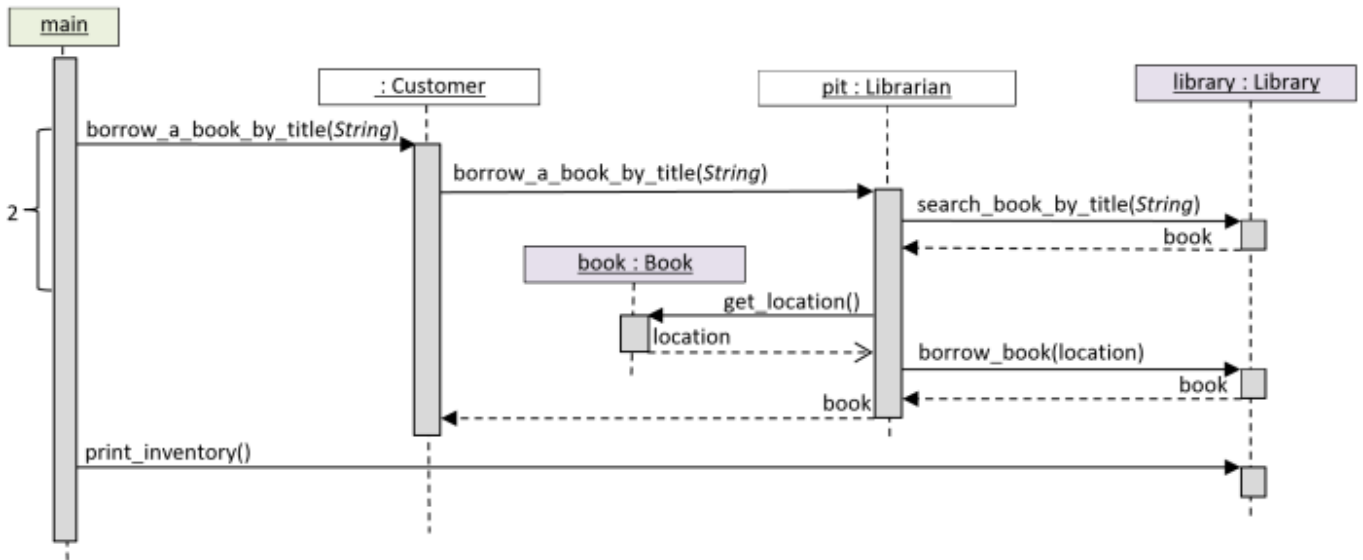 main
: Customer
pit : Librarian
library : Library
borrow_a_book_by_title(String)
borrow_a_book_by_title(String)
search_book_by_title(String)
2
book
book : Book
get_location()
location
borrow_book(location)
book
book
print_inventory()